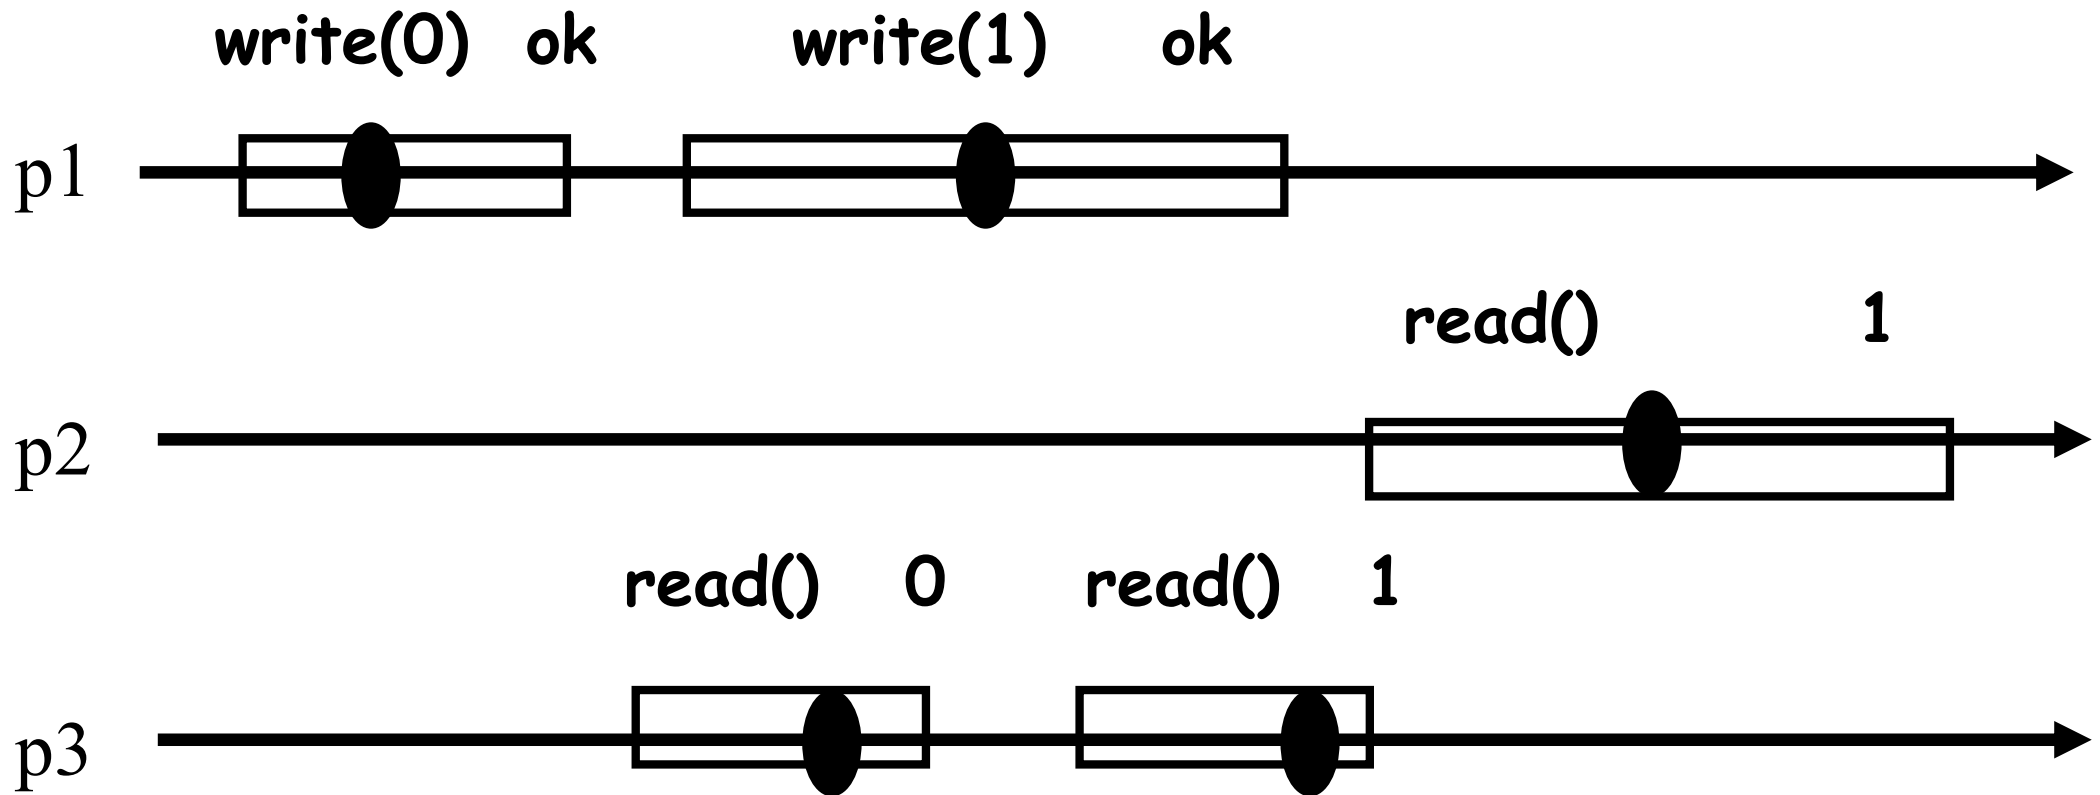 write(0) ok write(1) ok
p1
read() 1
p2
read() 0 read() 1
p3